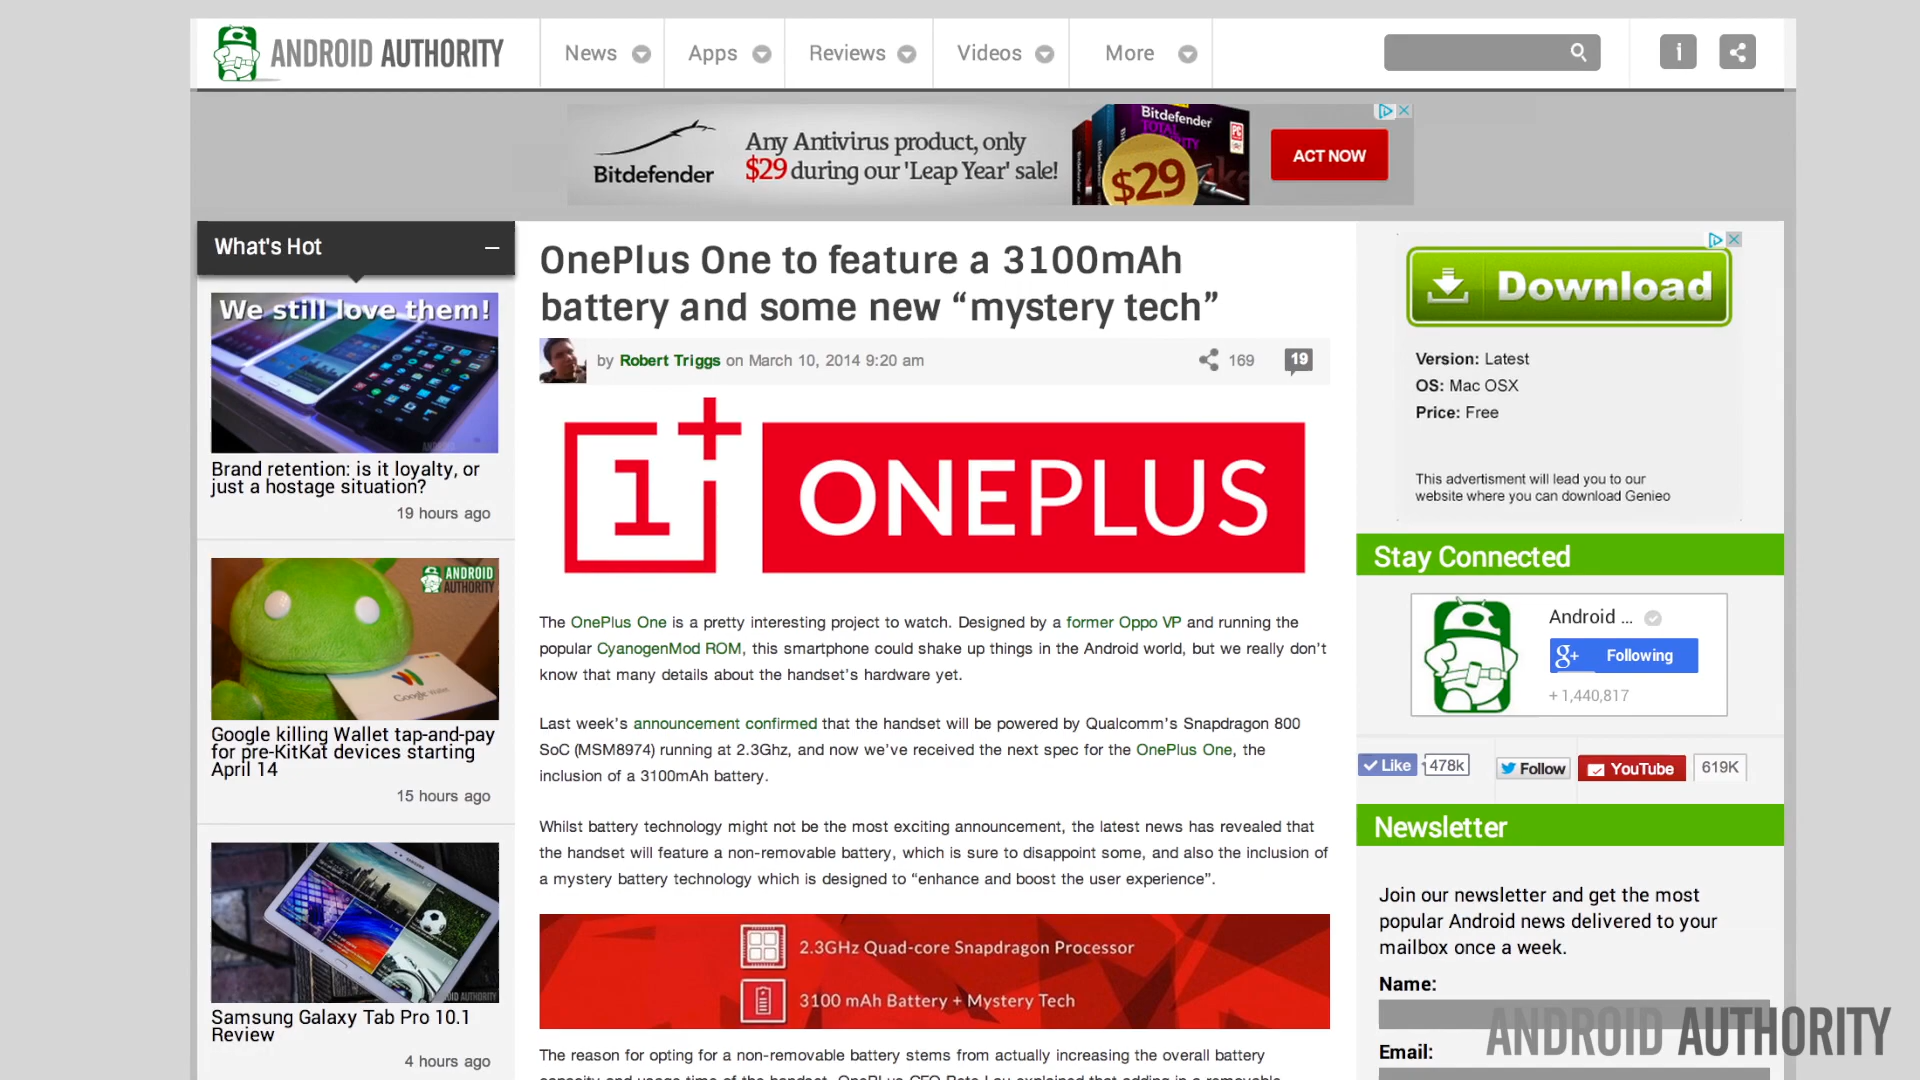 ANDROID AUTHORITY
News
Apps
Reviews
Videos
More
Bitdefender
Any Antivirus product, only
$29 during our 'Leap Year' sale!
Bitdefender
TOTAL
$29
ACT NOW
What's Hot
We still love them!
Brand retention: is it loyalty, or
just a hostage situation?
19 hours ago
ANDROID
AUTHORITY
Google killing Wallet tap-and-pay
for pre-KitKat devices starting
April 14
15 hours ago
Samsung Galaxy Tab Pro 10.1
Review
4 hours ago
OnePlus One to feature a 3100mAh
battery and some new “mystery tech”
by Robert Triggs on March 10, 2014 9:20 am
169
19
1+ ONEPLUS
The OnePlus One is a pretty interesting project to watch. Designed by a former Oppo VP and running the
popular CyanogenMod ROM, this smartphone could shake up things in the Android world, but we really don’t
know that many details about the handset’s hardware yet.
Last week’s announcement confirmed that the handset will be powered by Qualcomm’s Snapdragon 800
SoC (MSM8974) running at 2.3Ghz, and now we’ve received the next spec for the OnePlus One, the
inclusion of a 3100mAh battery.
Whilst battery technology might not be the most exciting announcement, the latest news has revealed that
the handset will feature a non-removable battery, which is sure to disappoint some, and also the inclusion of
a mystery battery technology which is designed to “enhance and boost the user experience”.
2.3GHz Quad-core Snapdragon Processor
3100 mAh Battery + Mystery Tech
The reason for opting for a non-removable battery stems from actually increasing the overall battery
Download
Version: Latest
OS: Mac OSX
Price: Free
This advertisment will lead you to our
website where you can download Genieo
Stay Connected
Android ...
g+ Following
+ 1,440,817
Like 478k
Follow
YouTube 619K
Newsletter
Join our newsletter and get the most
popular Android news delivered to your
mailbox once a week.
Name:
Email:
ANDROID AUTHORITY